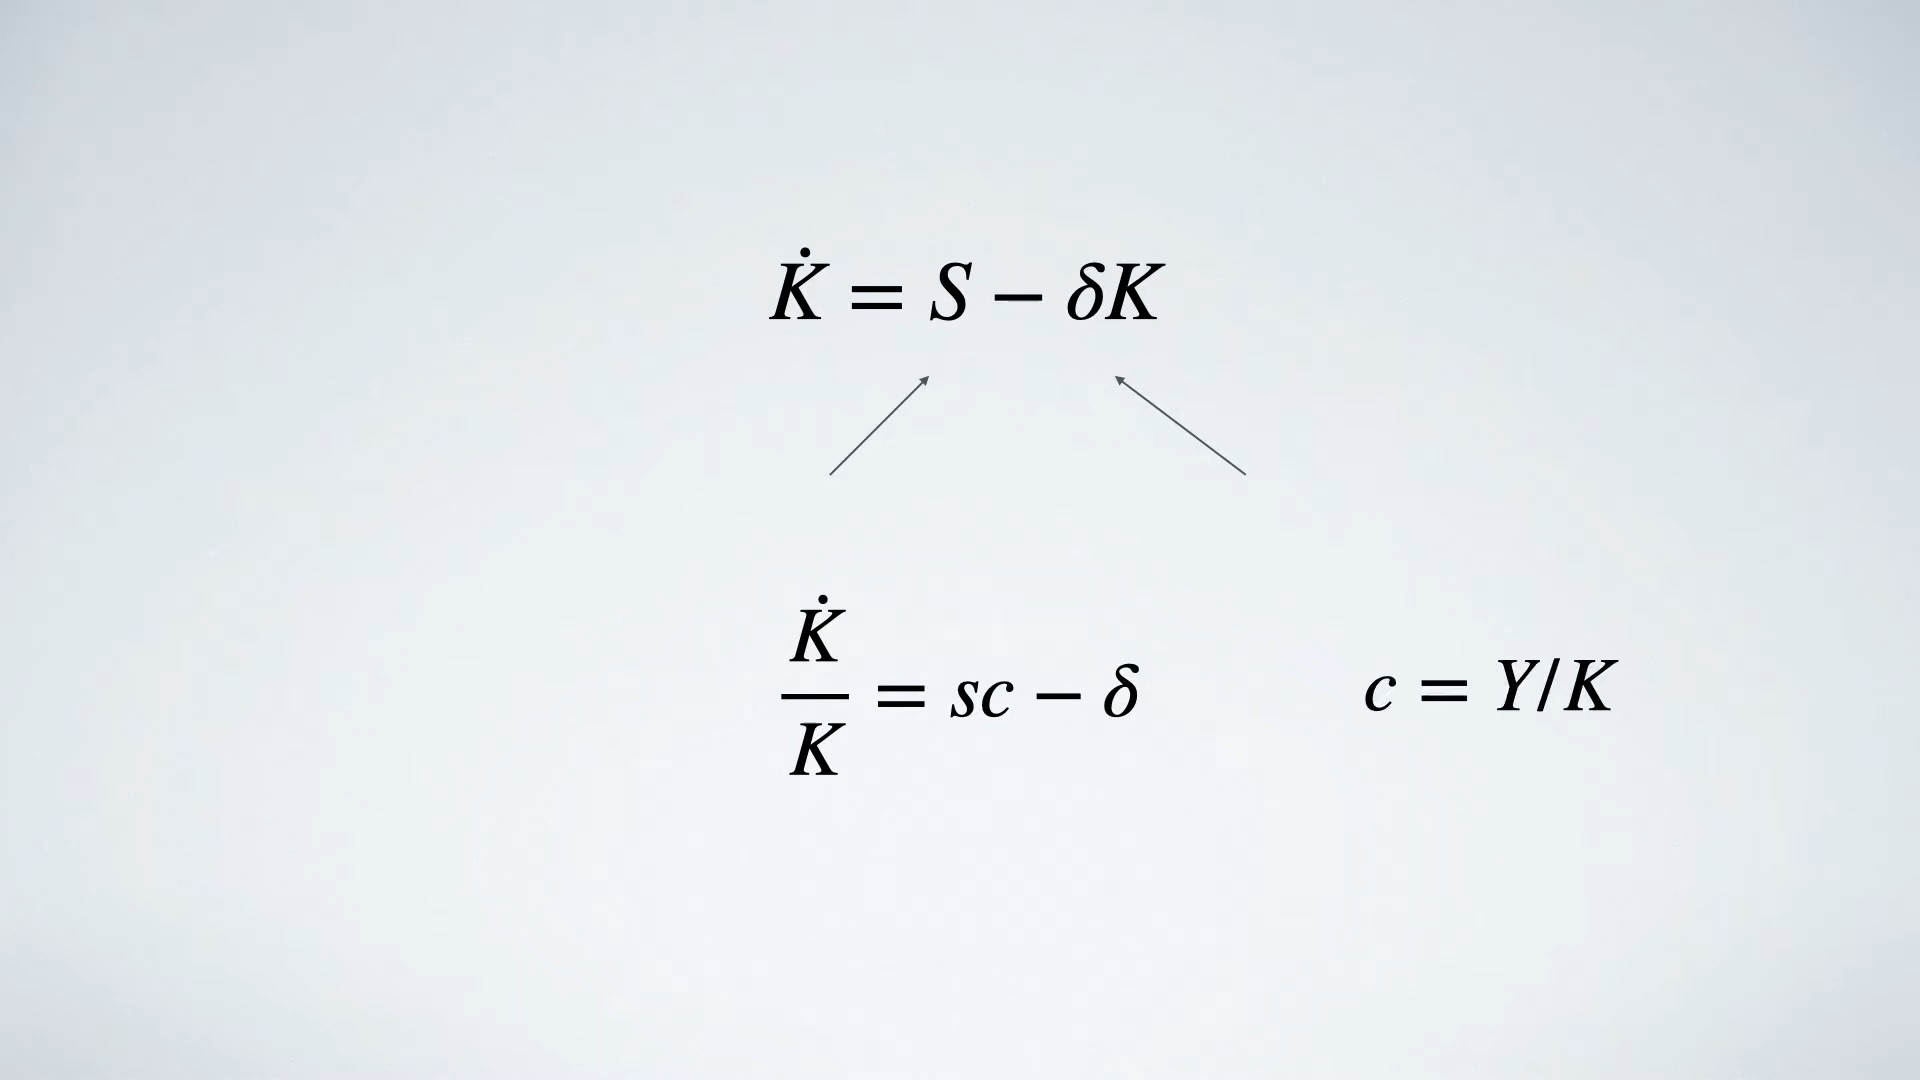 K̇ = S − δK
K̇/K = sc − δ
c = Y/K